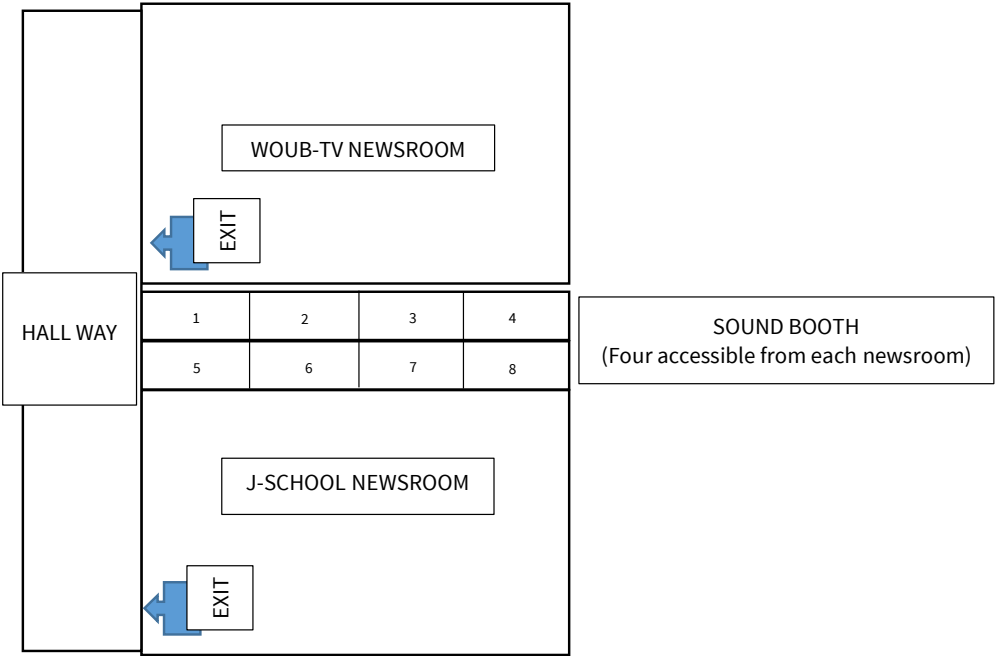 WOUB-TV NEWSROOM
EXIT
HALL WAY
1 2 3 4
5 6 7 8
SOUND BOOTH
(Four accessible from each newsroom)
J-SCHOOL NEWSROOM
EXIT